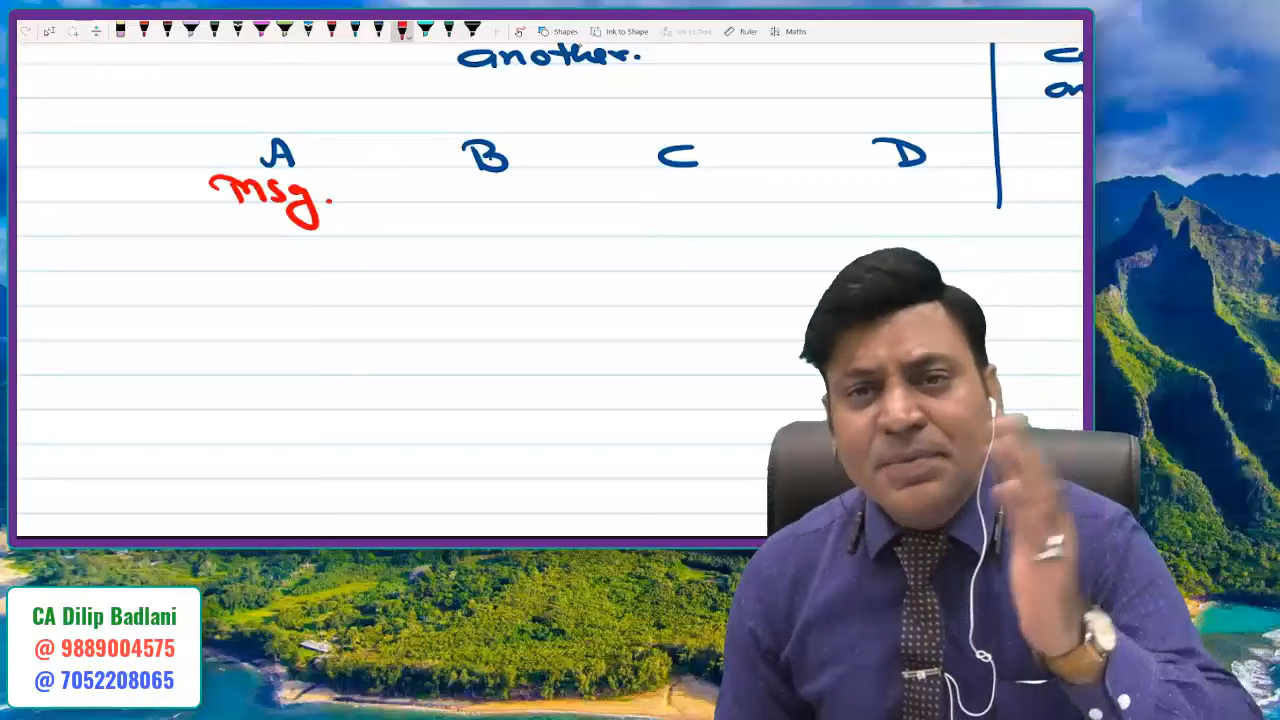 Shapes Ink to Shape Ruler Maths
another.
A B C D
Msg.
CA Dilip Badlani
@ 9889004575
@ 7052208065